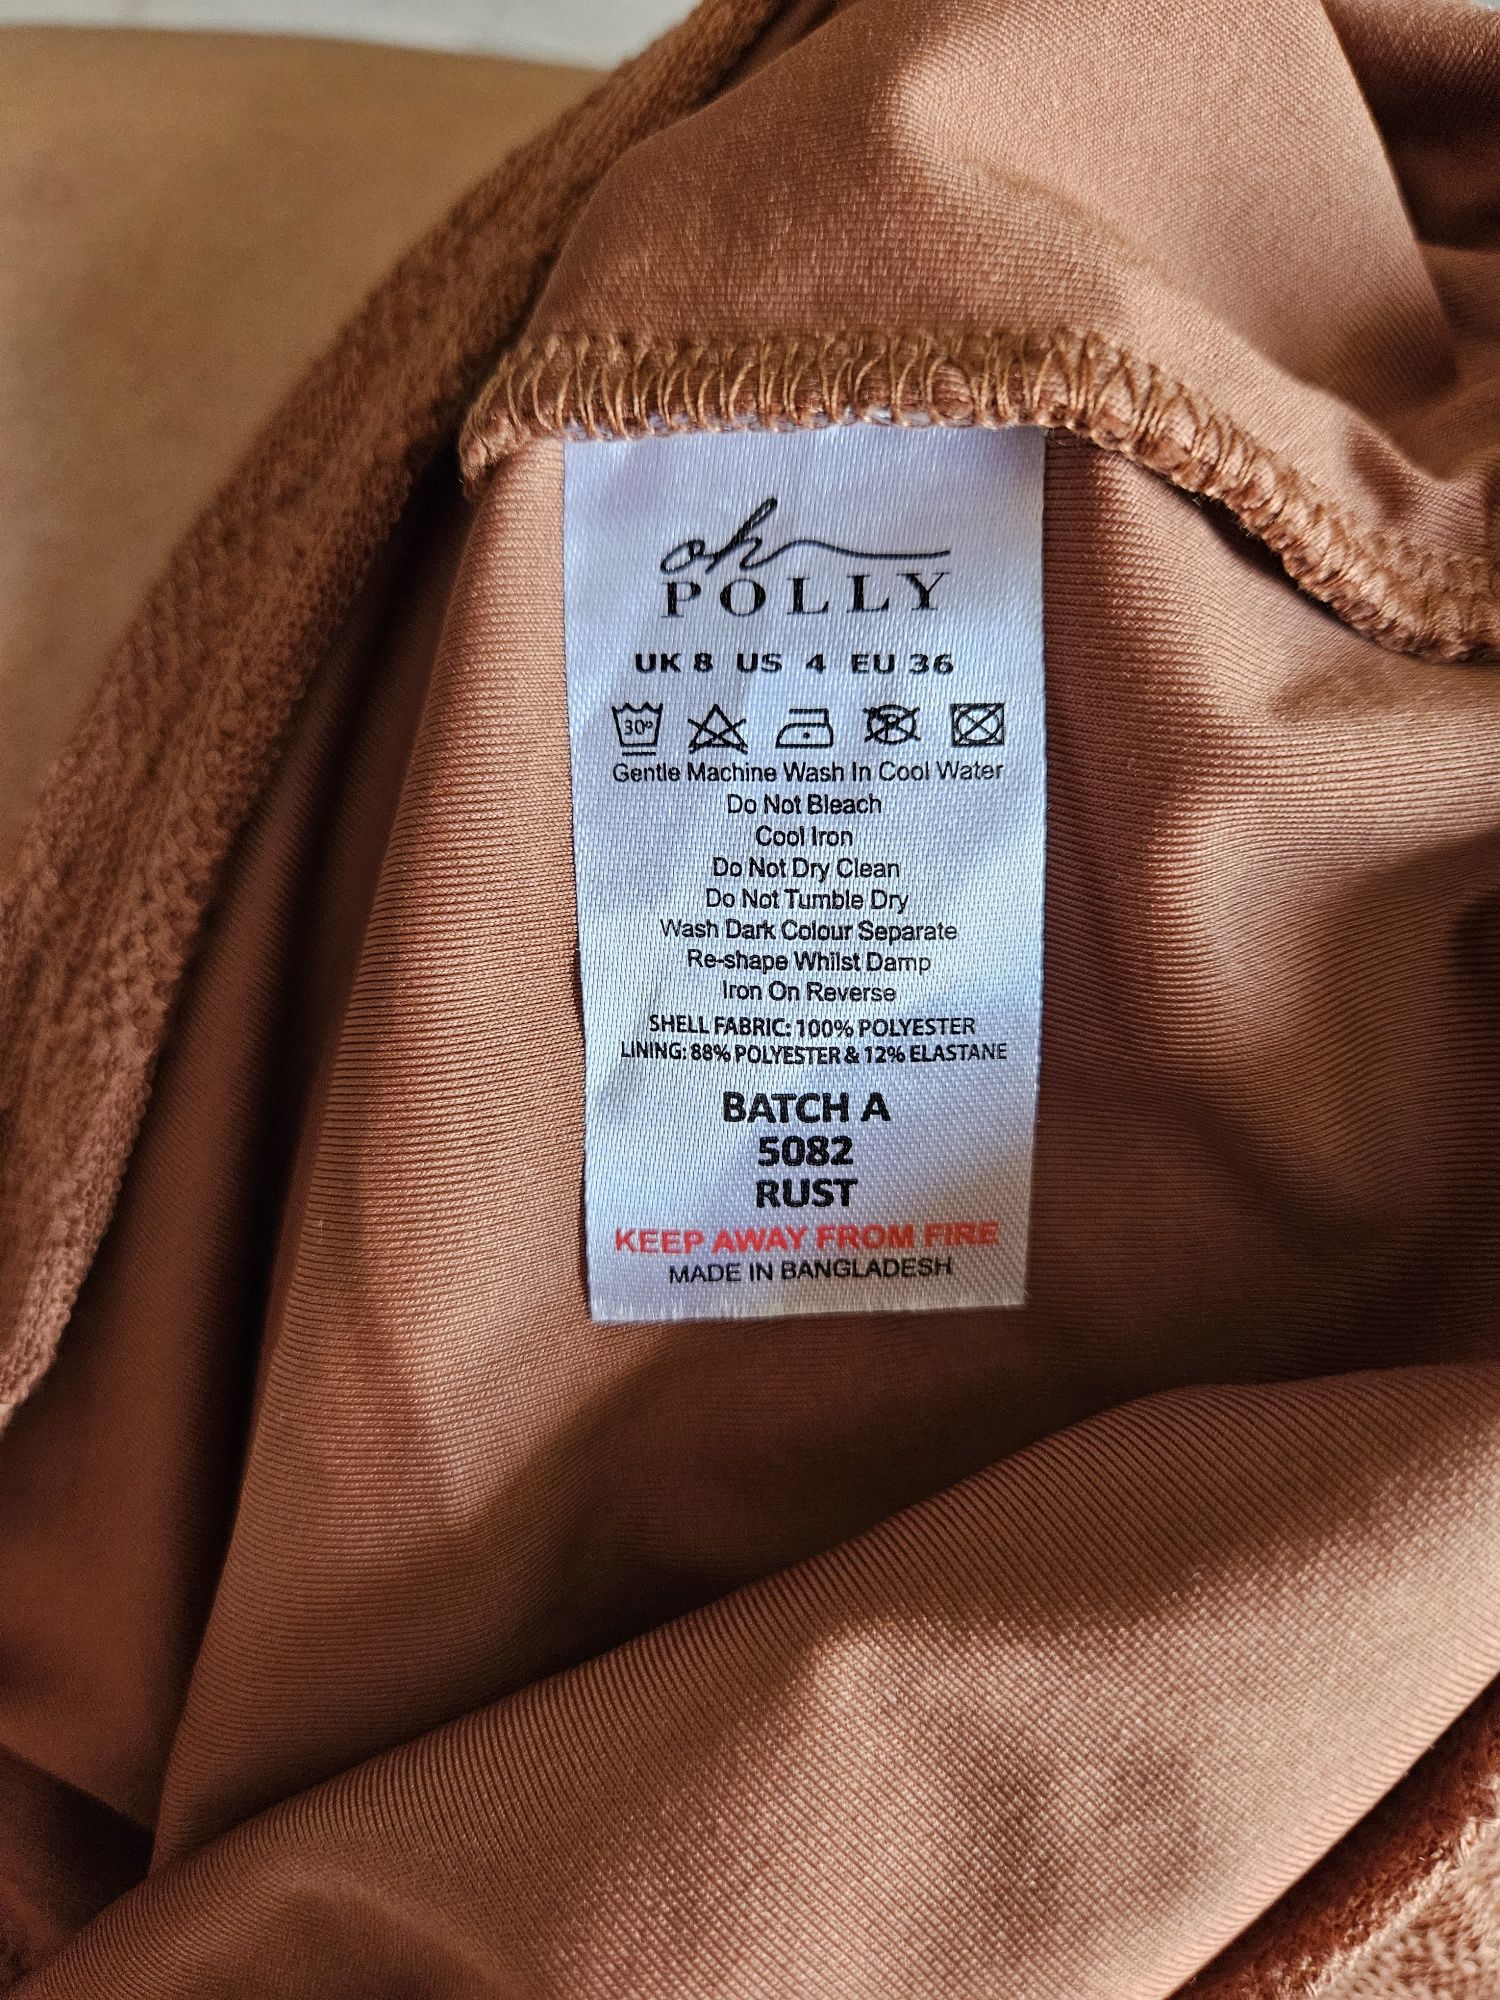 oh
POLLY
UK 8 US 4 EU 36
30°
Gentle Machine Wash In Cool Water
Do Not Bleach
Cool Iron
Do Not Dry Clean
Do Not Tumble Dry
Wash Dark Colour Separate
Re-shape Whilst Damp
Iron On Reverse
SHELL FABRIC: 100% POLYESTER
LINING: 88% POLYESTER & 12% ELASTANE
BATCH A
5082
RUST
KEEP AWAY FROM FIRE
MADE IN BANGLADESH